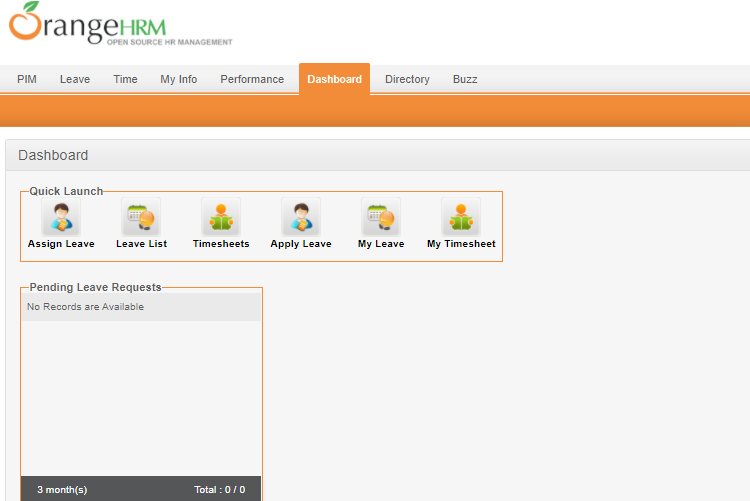 OrangeHRM
OPEN SOURCE HR MANAGEMENT
PIM Leave Time My Info Performance Dashboard Directory Buzz
Dashboard
Quick Launch
Assign Leave Leave List Timesheets Apply Leave My Leave My Timesheet
Pending Leave Requests
No Records are Available
3 month(s) Total : 0 / 0